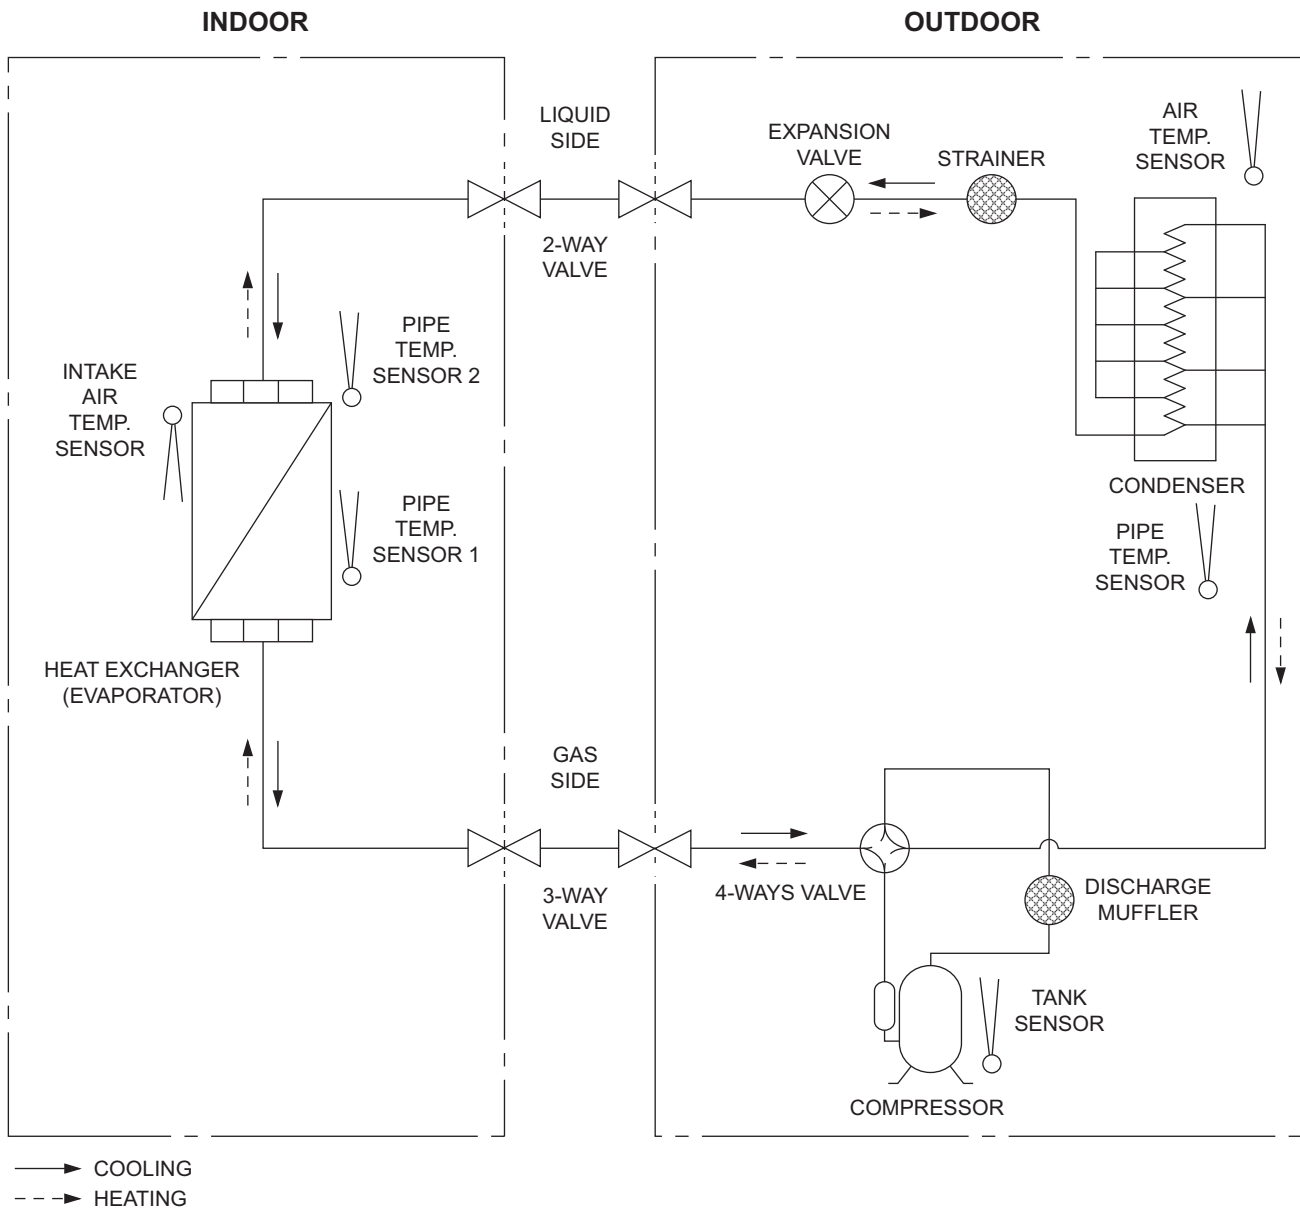 INDOOR
OUTDOOR
LIQUID
SIDE
EXPANSION
VALVE
STRAINER
AIR
TEMP.
SENSOR
2-WAY
VALVE
PIPE
TEMP.
SENSOR 2
INTAKE
AIR
TEMP.
SENSOR
PIPE
TEMP.
SENSOR 1
CONDENSER
PIPE
TEMP.
SENSOR
HEAT EXCHANGER
(EVAPORATOR)
GAS
SIDE
3-WAY
VALVE
4-WAYS VALVE
DISCHARGE
MUFFLER
TANK
SENSOR
COMPRESSOR
COOLING
HEATING